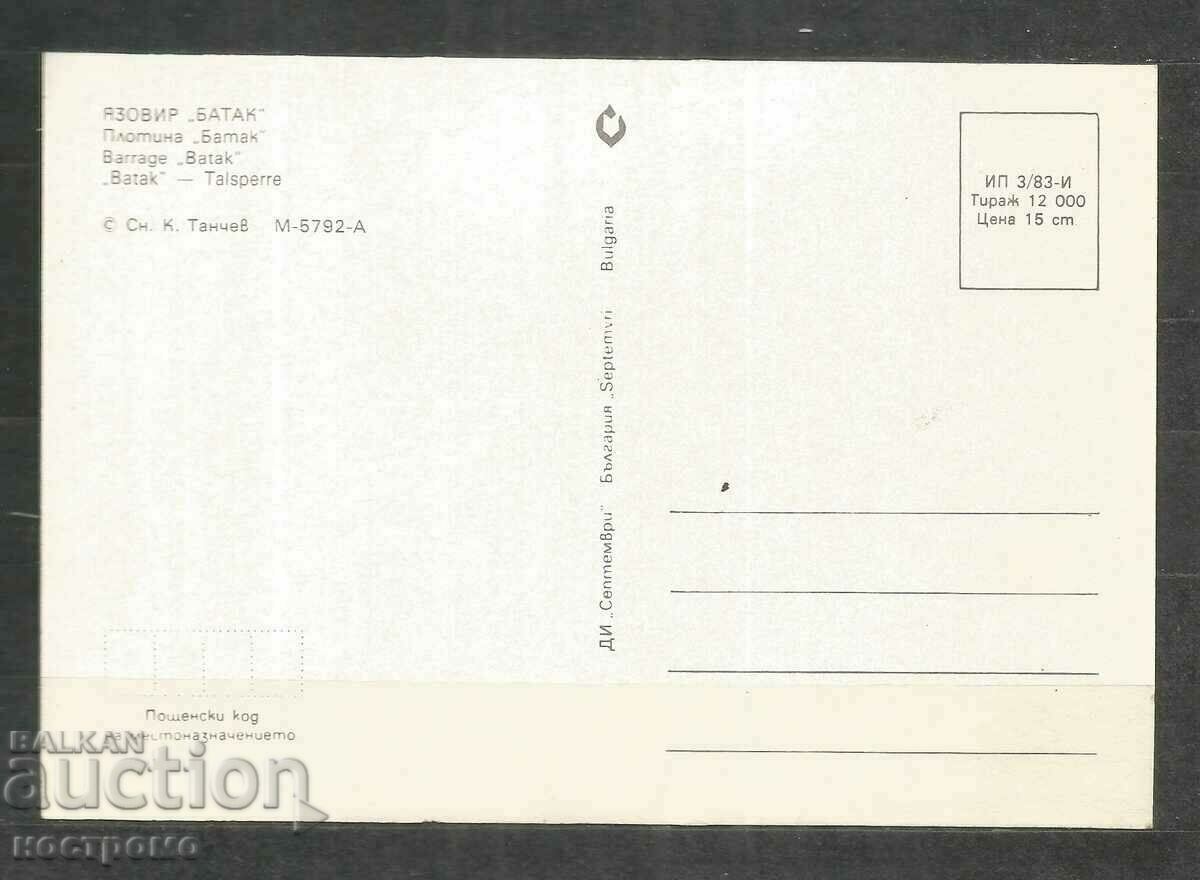 ЯЗОВИР „БАТАК“
Плотина „Батак“
Barrage „Batak“
„Batak“ — Talsperre
© Сн. К. Танчев М-5792-А
ДИ „Септември“ България „Septemvri Bulgaria
ИП 3/83-И
Тираж 12 000
Цена 15 ст.
Пощенски код
на местоназначението
BALKAN
auction
костромо